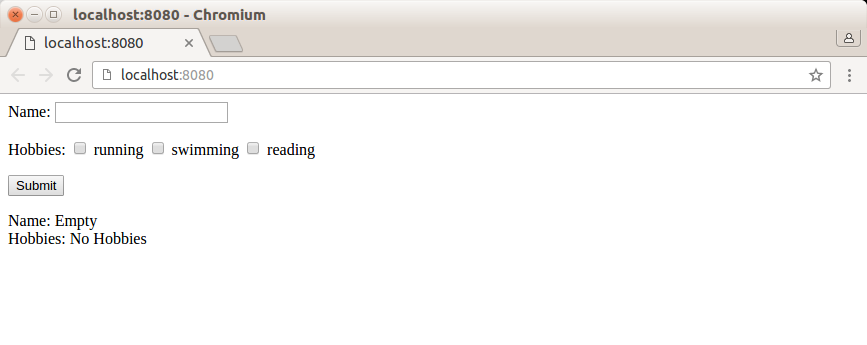 localhost:8080 - Chromium
localhost:8080
localhost:8080
Name:
Hobbies: running swimming reading
Submit
Name: Empty
Hobbies: No Hobbies